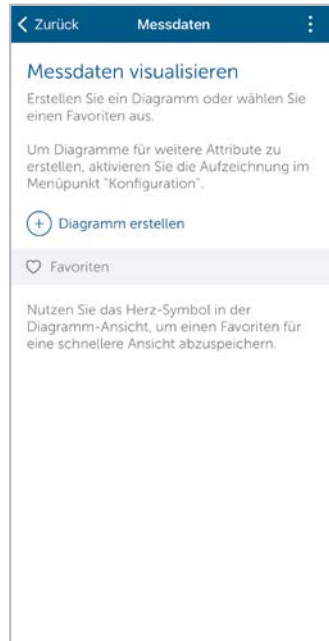 Zurück Messdaten
Messdaten visualisieren
Erstellen Sie ein Diagramm oder wählen Sie
einen Favoriten aus.
Um Diagramme für weitere Attribute zu
erstellen, aktivieren Sie die Aufzeichnung im
Menüpunkt "Konfiguration".
Diagramm erstellen
Favoriten
Nutzen Sie das Herz-Symbol in der
Diagramm-Ansicht, um einen Favoriten für
eine schnellere Ansicht abzuspeichern.